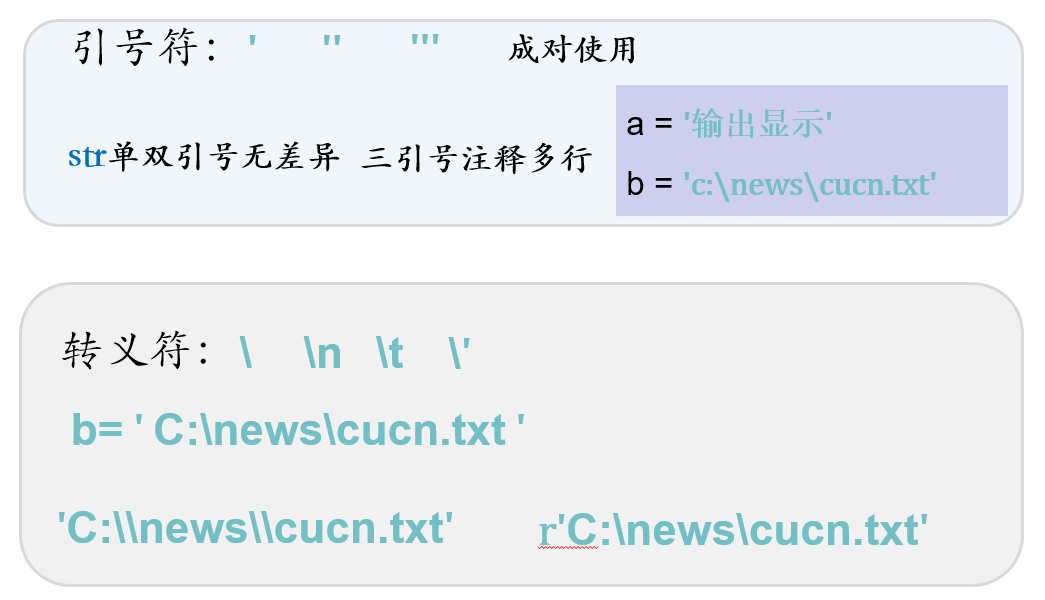 引号符： ' '' ''' 成对使用
a = '输出显示'
str单双引号无差异 三引号注释多行
b = 'c:\news\cucn.txt'
转义符： \ \n \t \'
b= ' C:\news\cucn.txt '
'C:\\news\\cucn.txt' r'C:\news\cucn.txt'